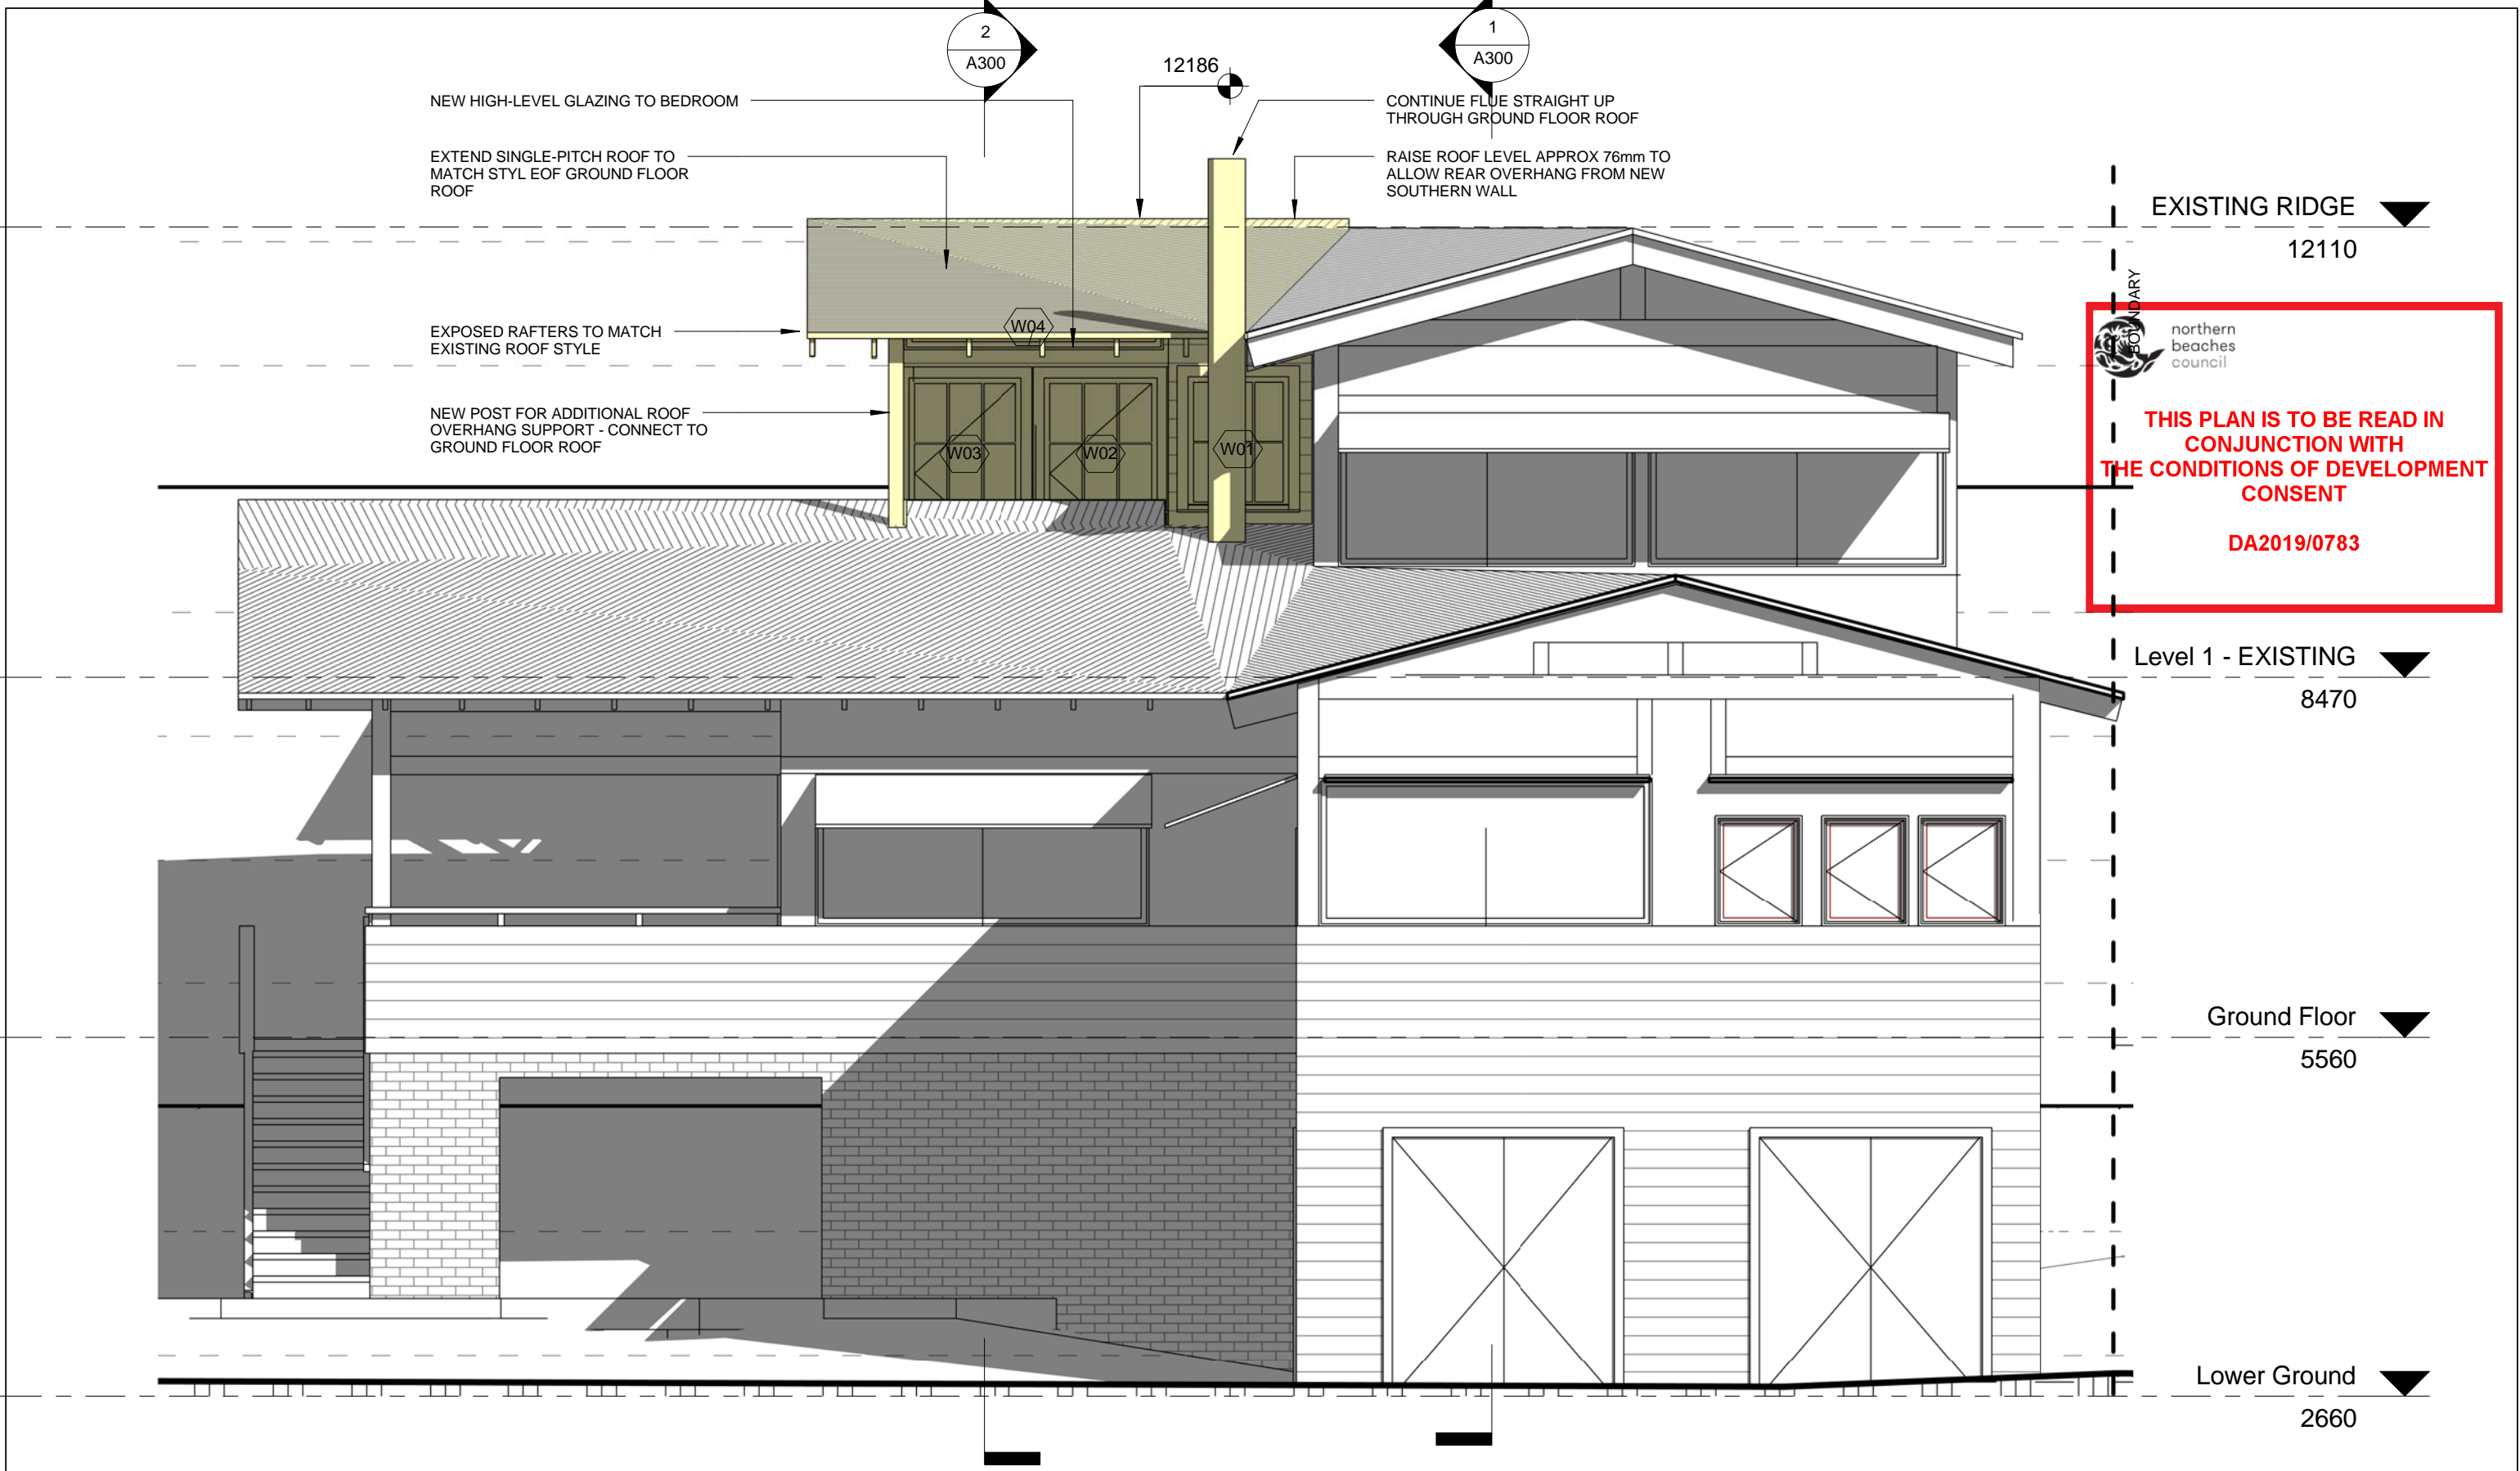 2
A300
1
A300
12186
NEW HIGH-LEVEL GLAZING TO BEDROOM
EXTEND SINGLE-PITCH ROOF TO
MATCH STYL EOF GROUND FLOOR
ROOF
EXPOSED RAFTERS TO MATCH
EXISTING ROOF STYLE
NEW POST FOR ADDITIONAL ROOF
OVERHANG SUPPORT - CONNECT TO
GROUND FLOOR ROOF
CONTINUE FLUE STRAIGHT UP
THROUGH GROUND FLOOR ROOF
RAISE ROOF LEVEL APPROX 76mm TO
ALLOW REAR OVERHANG FROM NEW
SOUTHERN WALL
W04
W03
W02
W01
EXISTING RIDGE
12110
BOUNDARY
northern
beaches
council
THIS PLAN IS TO BE READ IN
CONJUNCTION WITH
THE CONDITIONS OF DEVELOPMENT
CONSENT
DA2019/0783
Level 1 - EXISTING
8470
Ground Floor
5560
Lower Ground
2660